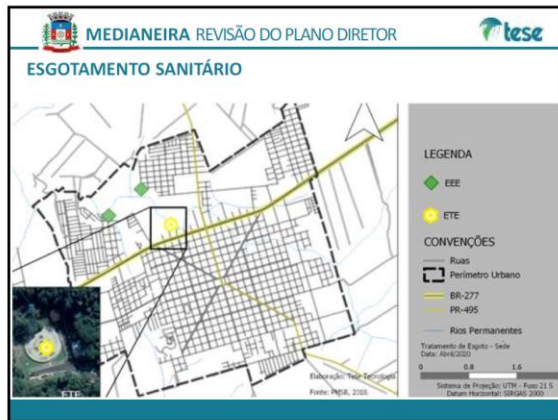 MEDIANEIRA REVISÃO DO PLANO DIRETOR
tese
ESGOTAMENTO SANITÁRIO
LEGENDA
EEE
ETE
CONVENÇÕES
Ruas
Perímetro Urbano
BR-277
PR-495
Rios Permanentes
Tratamento de Esgoto - Sede
Data: Abril/2020
0 0.8 1.6
Sistema de Projeção: UTM - Fuso 21 S
Datum Horizontal: SIRGAS 2000
Elaboração: Tese Tecnologia
Fonte: PMSB, 2018.
ETE